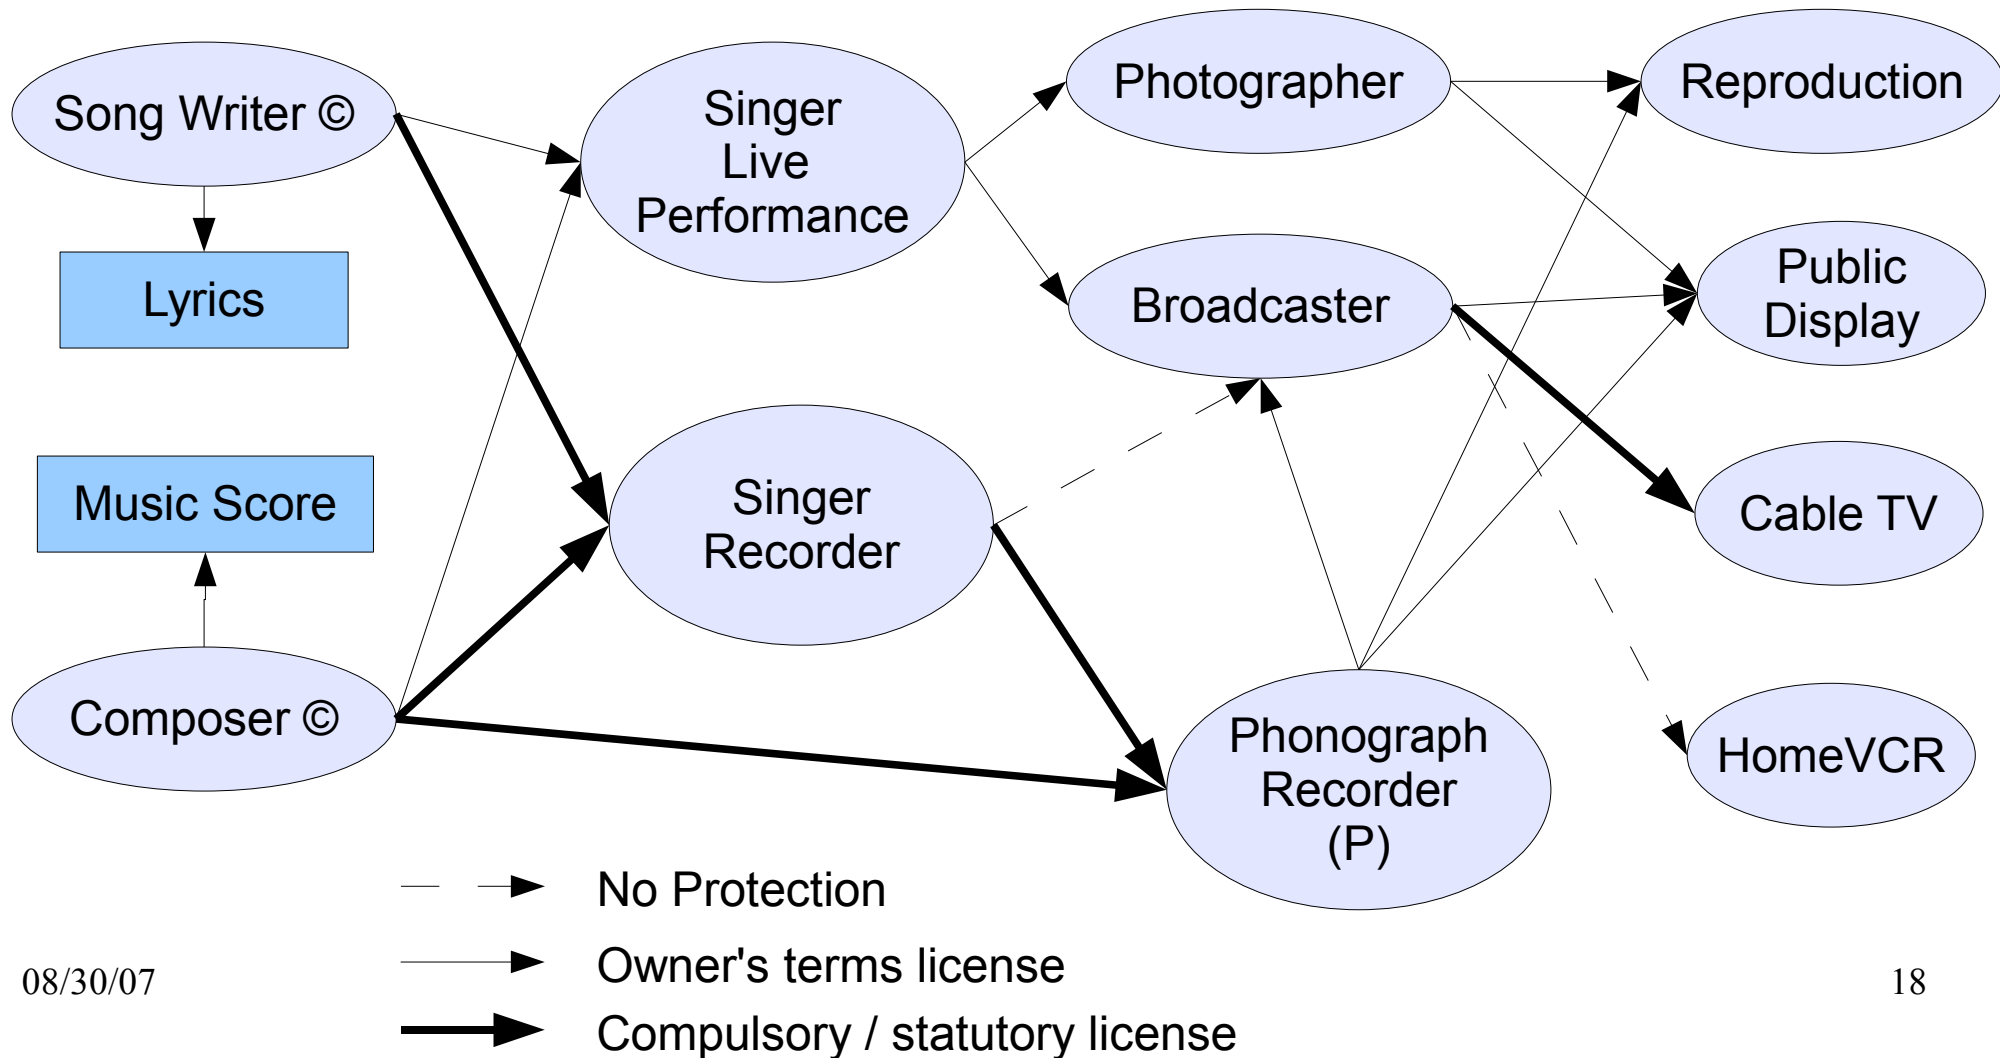 Song Writer ©
Lyrics
Music Score
Composer ©
Singer
Live
Performance
Singer
Recorder
Photographer
Broadcaster
Phonograph
Recorder
(P)
Reproduction
Public
Display
Cable TV
HomeVCR
No Protection
Owner's terms license
Compulsory / statutory license
08/30/07
18